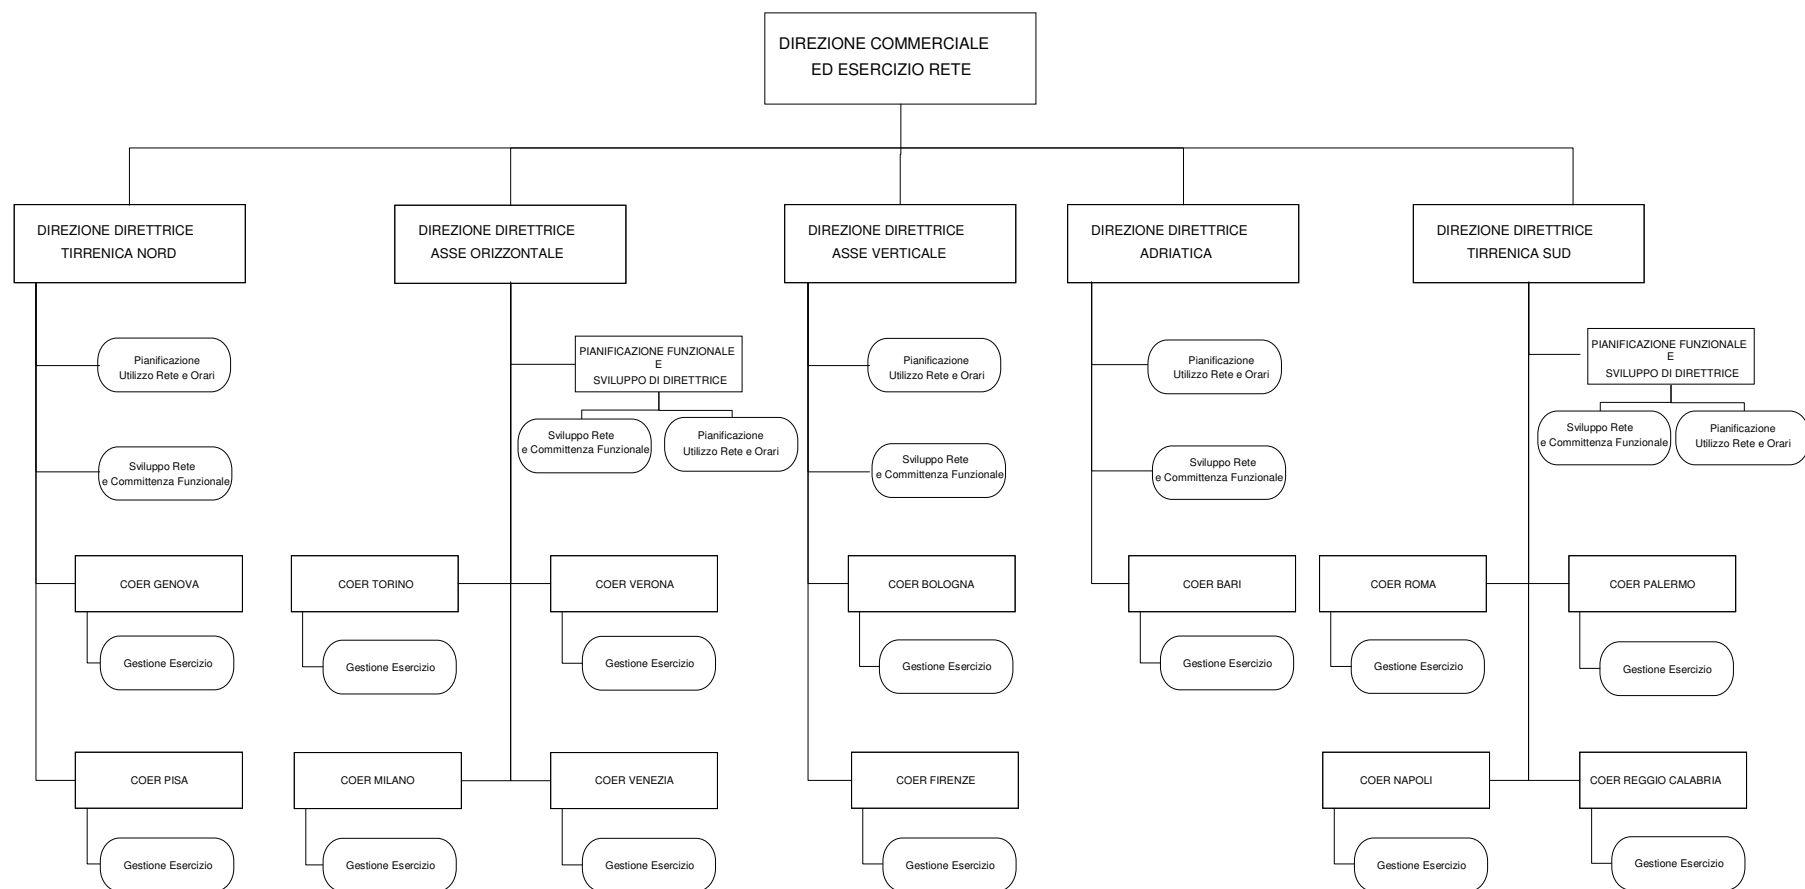 DIREZIONE COMMERCIALE
ED ESERCIZIO RETE
DIREZIONE DIRETTRICE
TIRRENICA NORD
DIREZIONE DIRETTRICE
ASSE ORIZZONTALE
DIREZIONE DIRETTRICE
ASSE VERTICALE
DIREZIONE DIRETTRICE
ADRIATICA
DIREZIONE DIRETTRICE
TIRRENICA SUD
Pianificazione
Utilizzo Rete e Orari
PIANIFICAZIONE FUNZIONALE
E
SVILUPPO DI DIRETTRICE
Pianificazione
Utilizzo Rete e Orari
Pianificazione
Utilizzo Rete e Orari
PIANIFICAZIONE FUNZIONALE
E
SVILUPPO DI DIRETTRICE
Sviluppo Rete
e Committenza Funzionale
Sviluppo Rete
e Committenza Funzionale
Pianificazione
Utilizzo Rete e Orari
Sviluppo Rete
e Committenza Funzionale
Sviluppo Rete
e Committenza Funzionale
Sviluppo Rete
e Committenza Funzionale
Pianificazione
Utilizzo Rete e Orari
COER GENOVA
COER TORINO
COER VERONA
COER BOLOGNA
COER BARI
COER ROMA
COER PALERMO
Gestione Esercizio
Gestione Esercizio
Gestione Esercizio
Gestione Esercizio
Gestione Esercizio
Gestione Esercizio
Gestione Esercizio
COER PISA
COER MILANO
COER VENEZIA
COER FIRENZE
COER NAPOLI
COER REGGIO CALABRIA
Gestione Esercizio
Gestione Esercizio
Gestione Esercizio
Gestione Esercizio
Gestione Esercizio
Gestione Esercizio